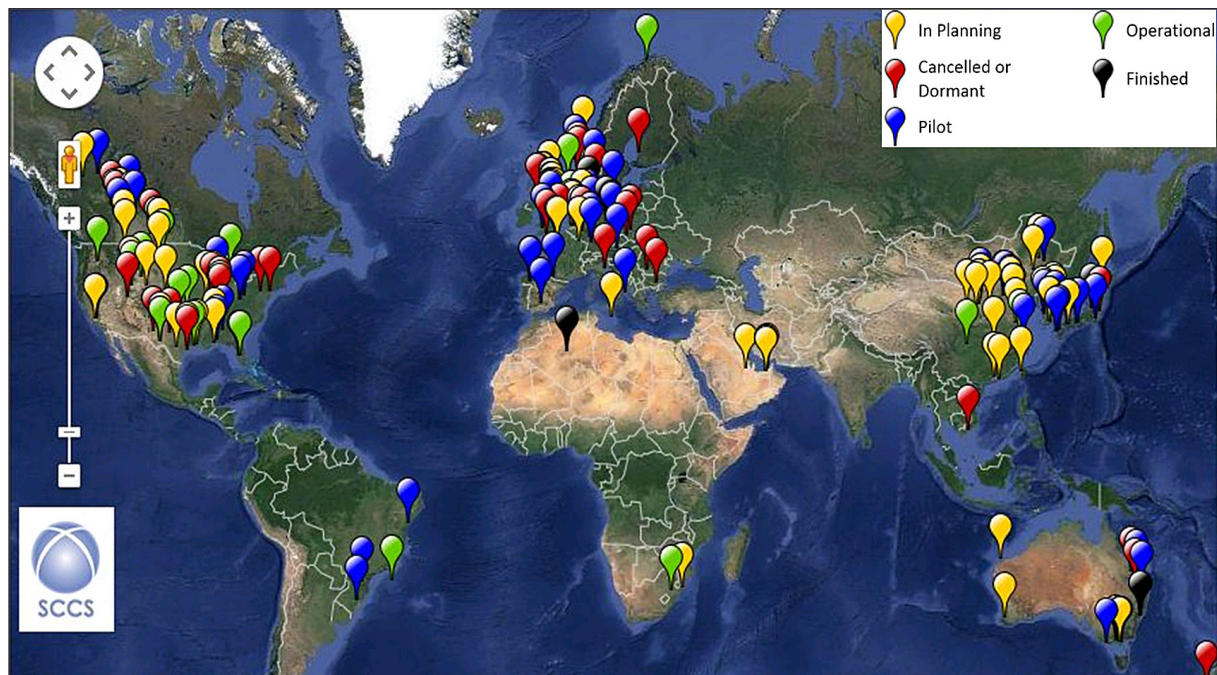 In Planning
Operational
Cancelled or
Dormant
Finished
Pilot
SCCS